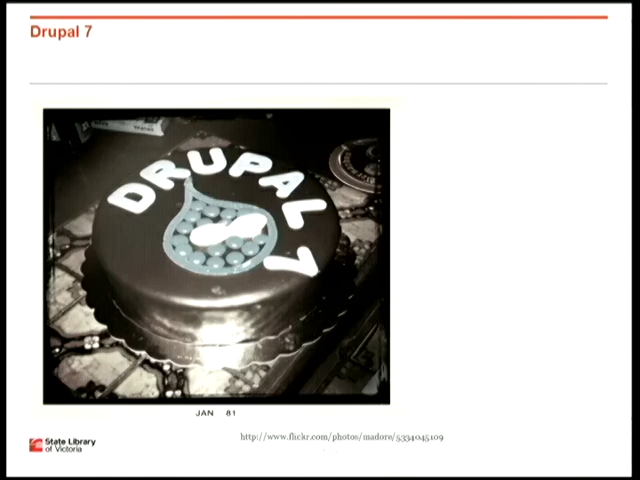 Drupal 7
DRUPAL 7
JAN 81
http://www.flickr.com/photos/madore/5334045109
State Library
of Victoria